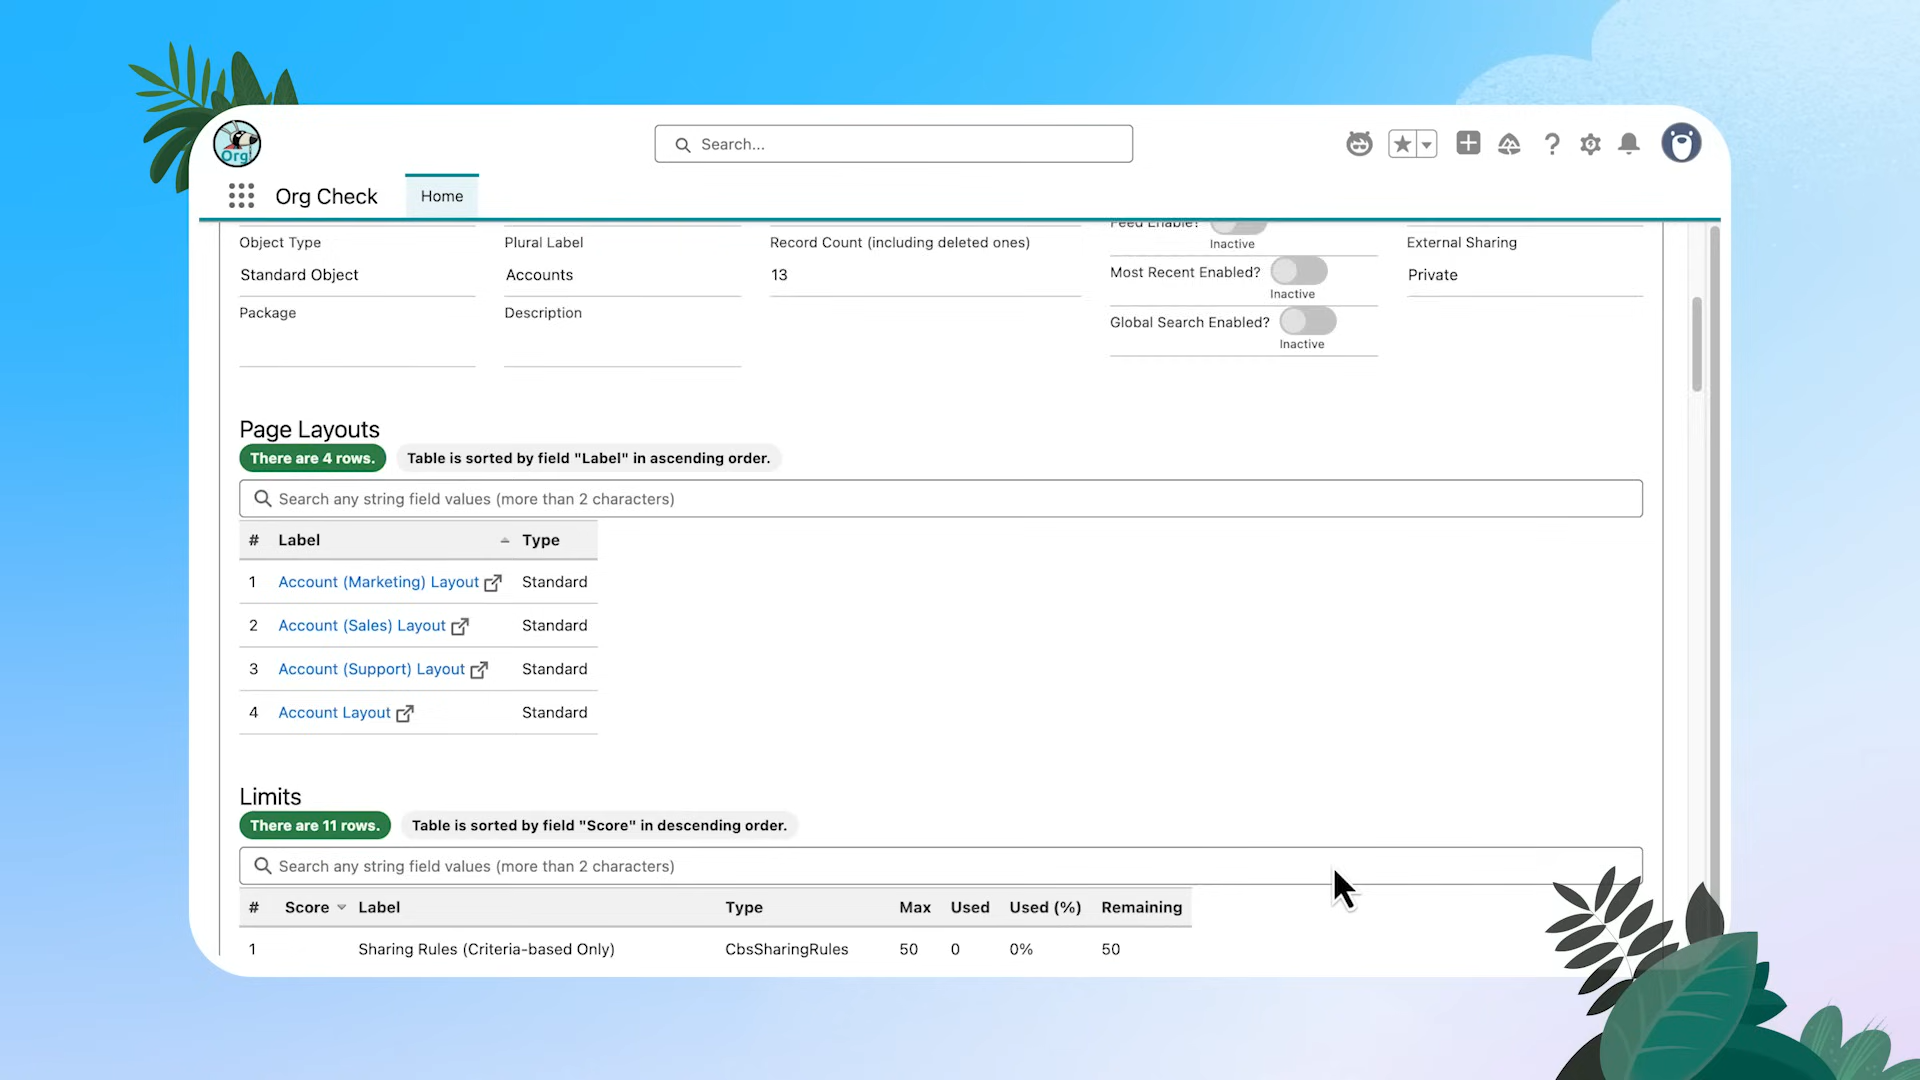 Org!
Search...
Org Check
Home
Feed Enable?
Inactive
Object Type
Plural Label
Record Count (including deleted ones)
External Sharing
Standard Object
Accounts
13
Most Recent Enabled?
Inactive
Private
Package
Description
Global Search Enabled?
Inactive
Page Layouts
There are 4 rows.
Table is sorted by field "Label" in ascending order.
Search any string field values (more than 2 characters)
# Label Type
1 Account (Marketing) Layout Standard
2 Account (Sales) Layout Standard
3 Account (Support) Layout Standard
4 Account Layout Standard
Limits
There are 11 rows.
Table is sorted by field "Score" in descending order.
Search any string field values (more than 2 characters)
# Score Label Type Max Used Used (%) Remaining
1 Sharing Rules (Criteria-based Only) CbsSharingRules 50 0 0% 50